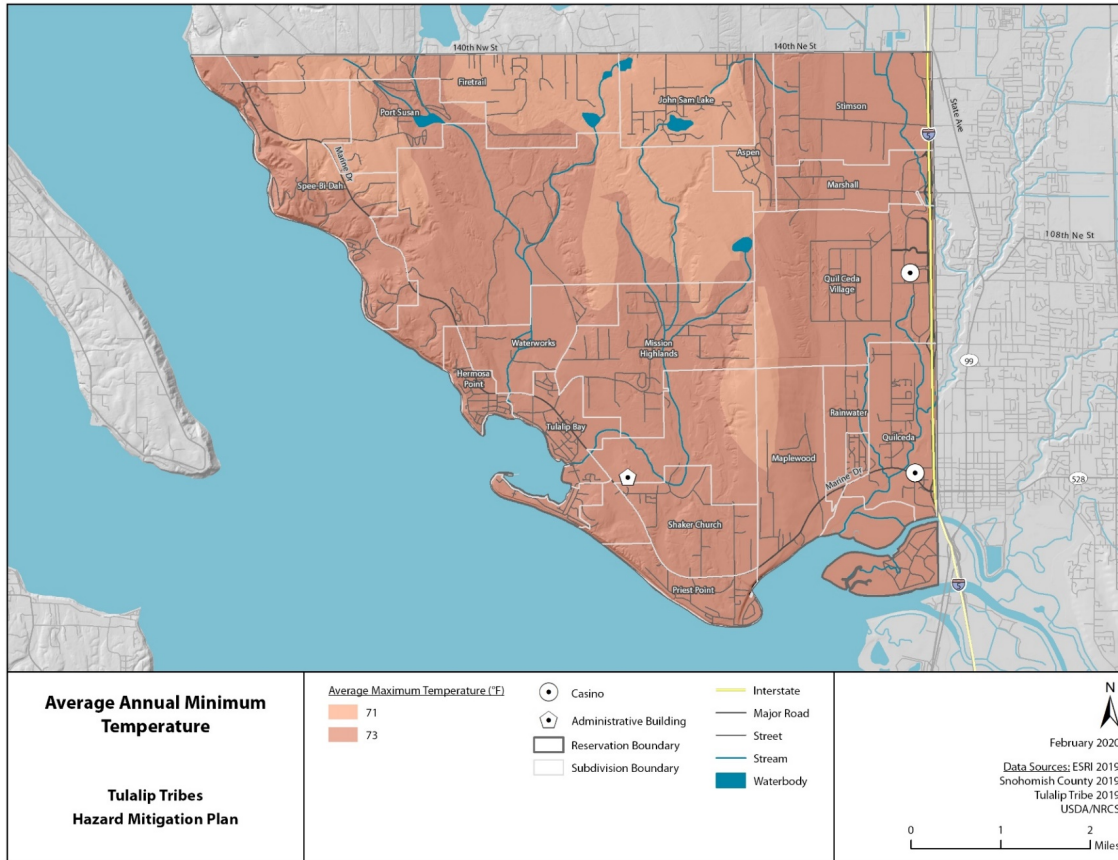 140th Nw St
140th Ne St
Firetrail
Port Susan
John Sam Lake
Stimson
State Ave
5
Aspen
Marine Dr
Spee-Bi-Dah
Marshall
108th Ne St
Quil Ceda
Village
Waterworks
Mission
Highlands
99
Hermosa
Point
Rainwater
Tulalip Bay
Quilceda
Maplewood
Marine Dr
528
Shaker Church
Priest Point
5
Average Annual Minimum
Temperature
Tulalip Tribes
Hazard Mitigation Plan
Average Maximum Temperature (°F)
71
73
Casino
Administrative Building
Reservation Boundary
Subdivision Boundary
Interstate
Major Road
Street
Stream
Waterbody
N
February 2020
Data Sources: ESRI 2019
Snohomish County 2019
Tulalip Tribe 2019
USDA/NRCS
0 1 2
Miles